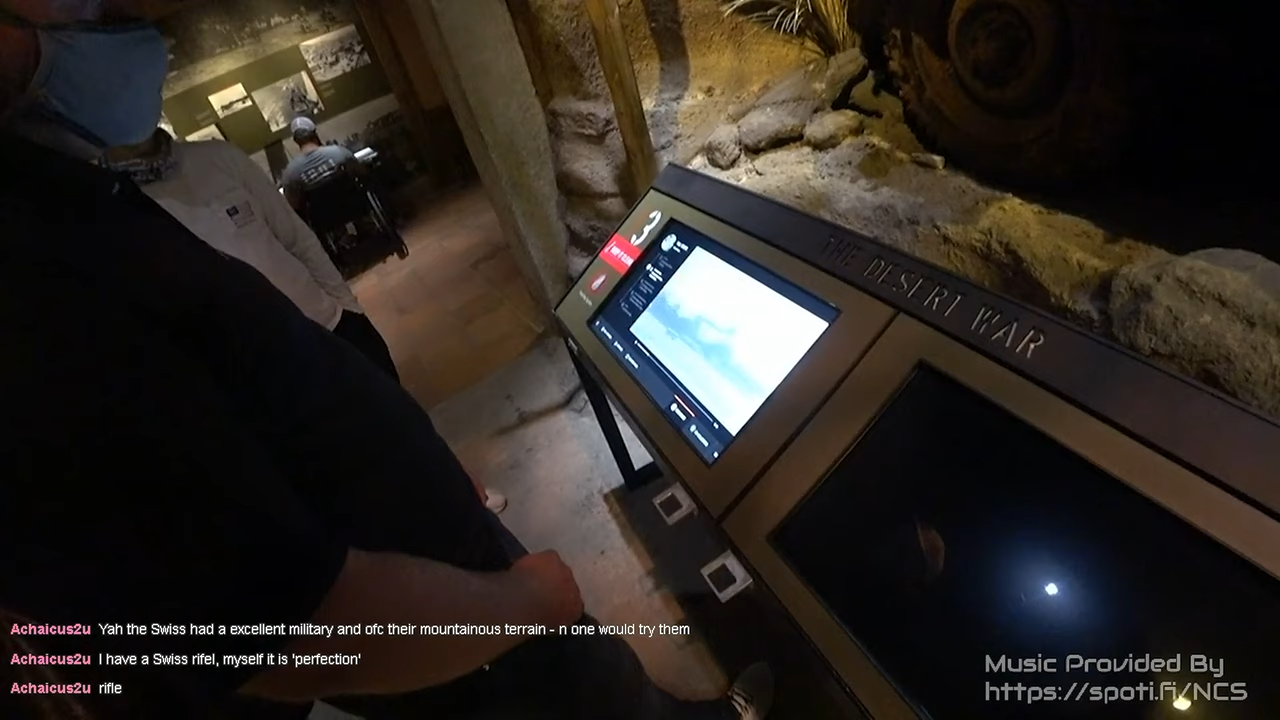 3
THE DESERT WAR
Achaicus2u Yah the Swiss had a excellent military and ofc their mountainous terrain - n one would try them
Achaicus2u I have a Swiss rifel, myself it is 'perfection'
Achaicus2u rifle
Music Provided By
https://spoti.fi/NCS